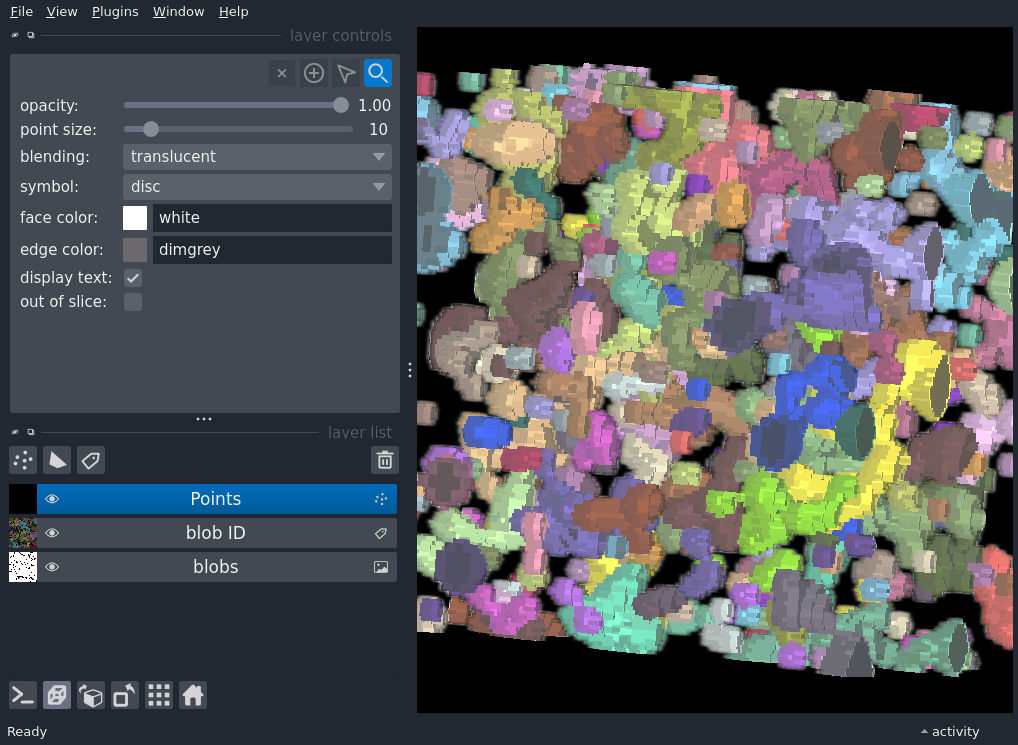 File View Plugins Window Help
layer controls
opacity: 1.00
point size: 10
blending: translucent
symbol: disc
face color: white
edge color: dimgrey
display text:
out of slice:
layer list
Points
blob ID
blobs
Ready
activity